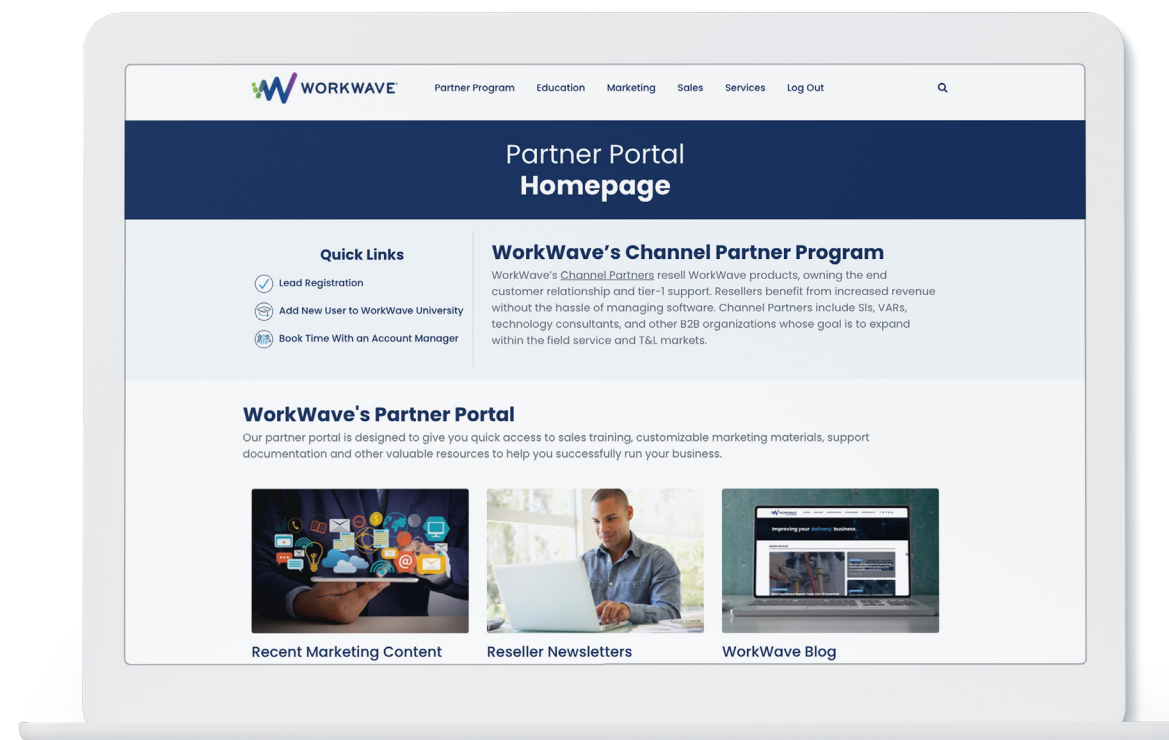 WORKWAVE
Partner Program Education Marketing Sales Services Log Out
Partner Portal
Homepage
Quick Links
Lead Registration
Add New User to WorkWave University
Book Time With an Account Manager
WorkWave’s Channel Partner Program
WorkWave’s Channel Partners resell WorkWave products, owning the end
customer relationship and tier-1 support. Resellers benefit from increased revenue
without the hassle of managing software. Channel Partners include SIs, VARs,
technology consultants, and other B2B organizations whose goal is to expand
within the field service and T&L markets.
WorkWave's Partner Portal
Our partner portal is designed to give you quick access to sales training, customizable marketing materials, support
documentation and other valuable resources to help you successfully run your business.
Improving your delivery business.
Recent Marketing Content
Reseller Newsletters
WorkWave Blog